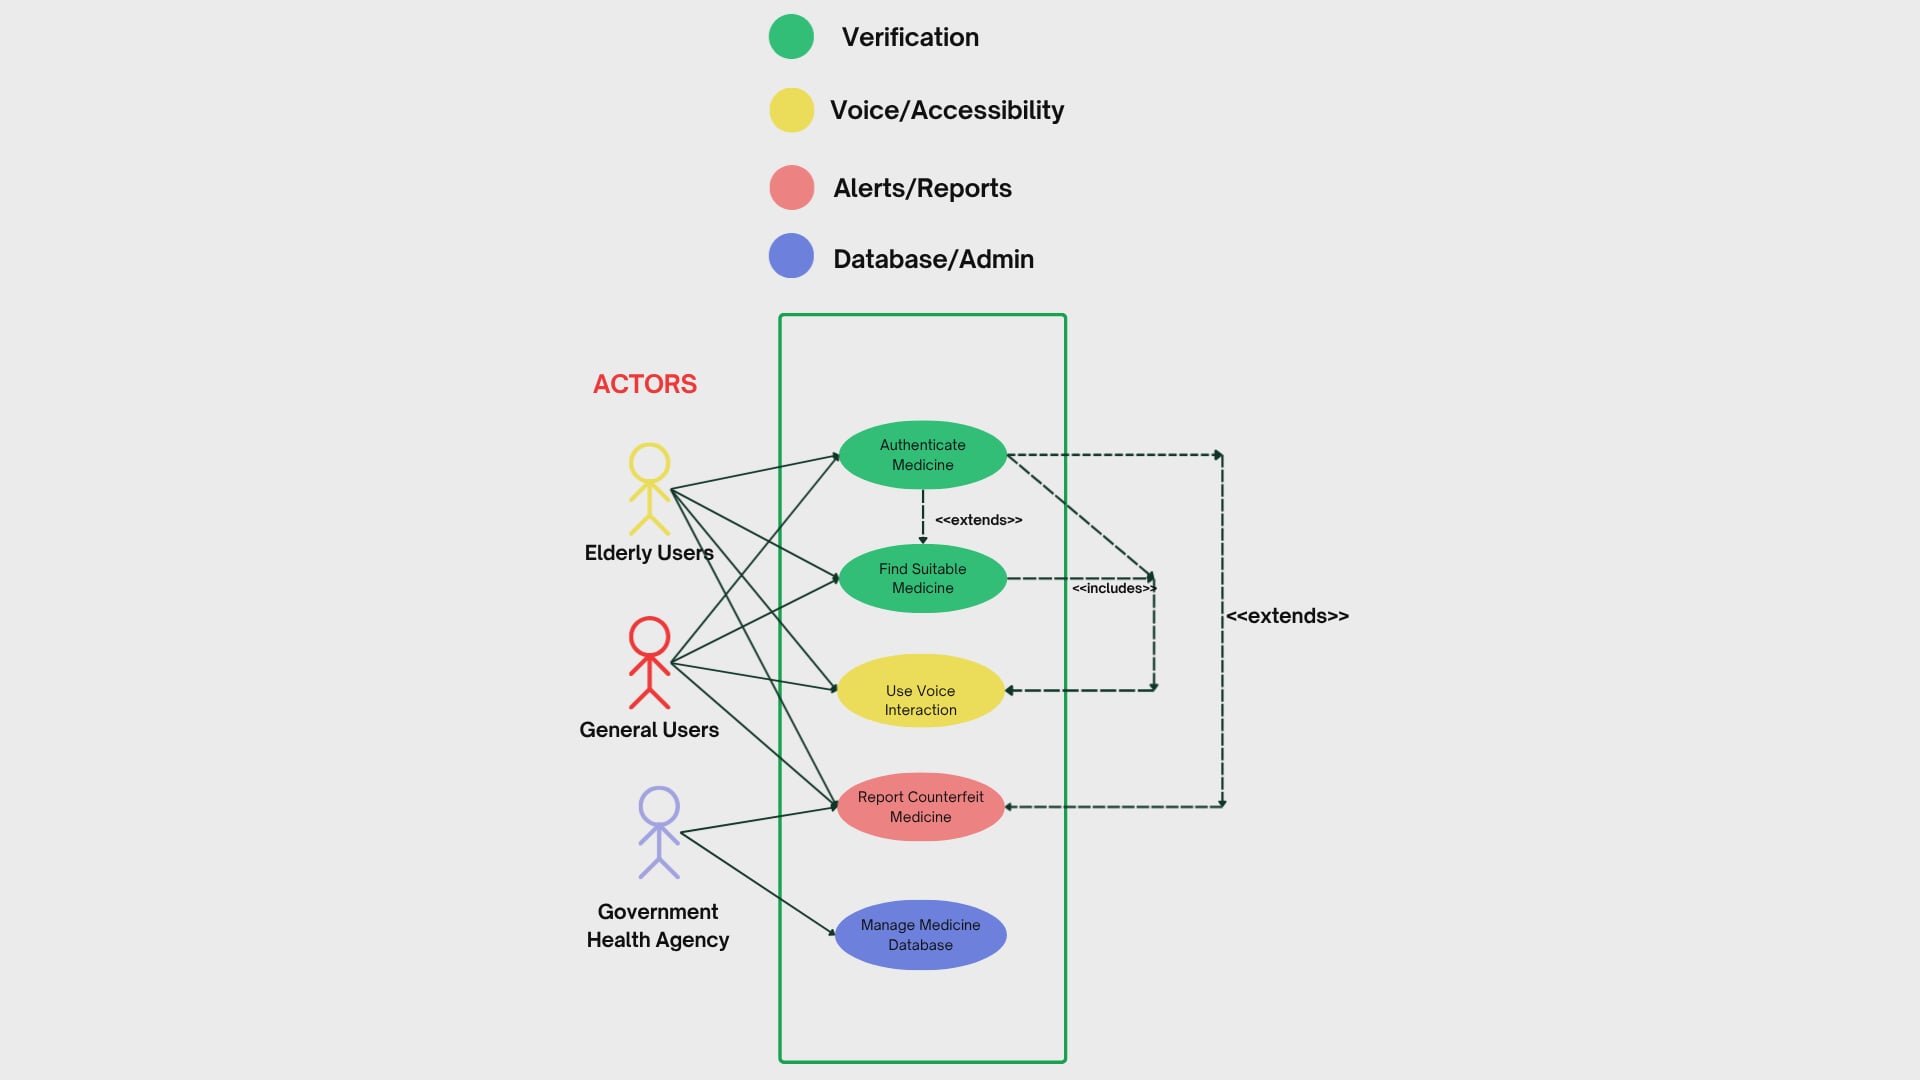 Verification
Voice/Accessibility
Alerts/Reports
Database/Admin
ACTORS
Authenticate
Medicine
<<extends>>
Elderly Users
Find Suitable
Medicine
<<includes>>
<<extends>>
General Users
Use Voice
Interaction
Report Counterfeit
Medicine
Government
Health Agency
Manage Medicine
Database